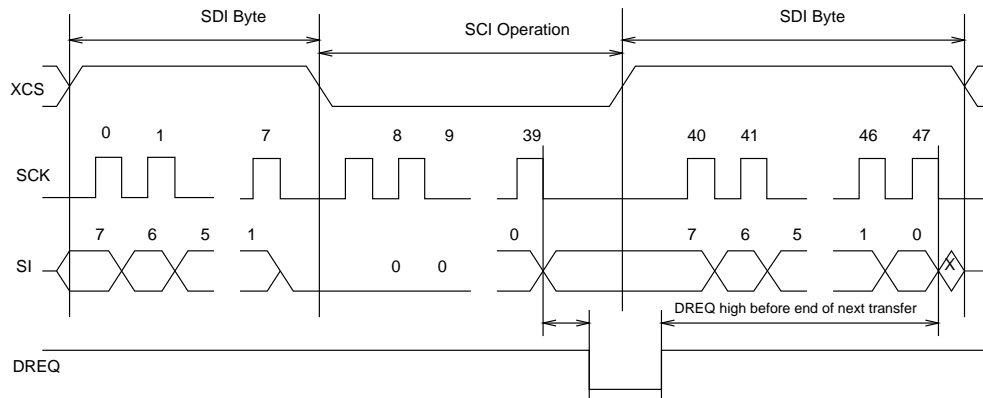 SDI Byte SCI Operation SDI Byte
XCS
0 1 7 8 9 39 40 41 46 47
SCK
7 6 5 1 0 7 6 5 1 0
SI 0 0 X
DREQ high before end of next transfer
DREQ